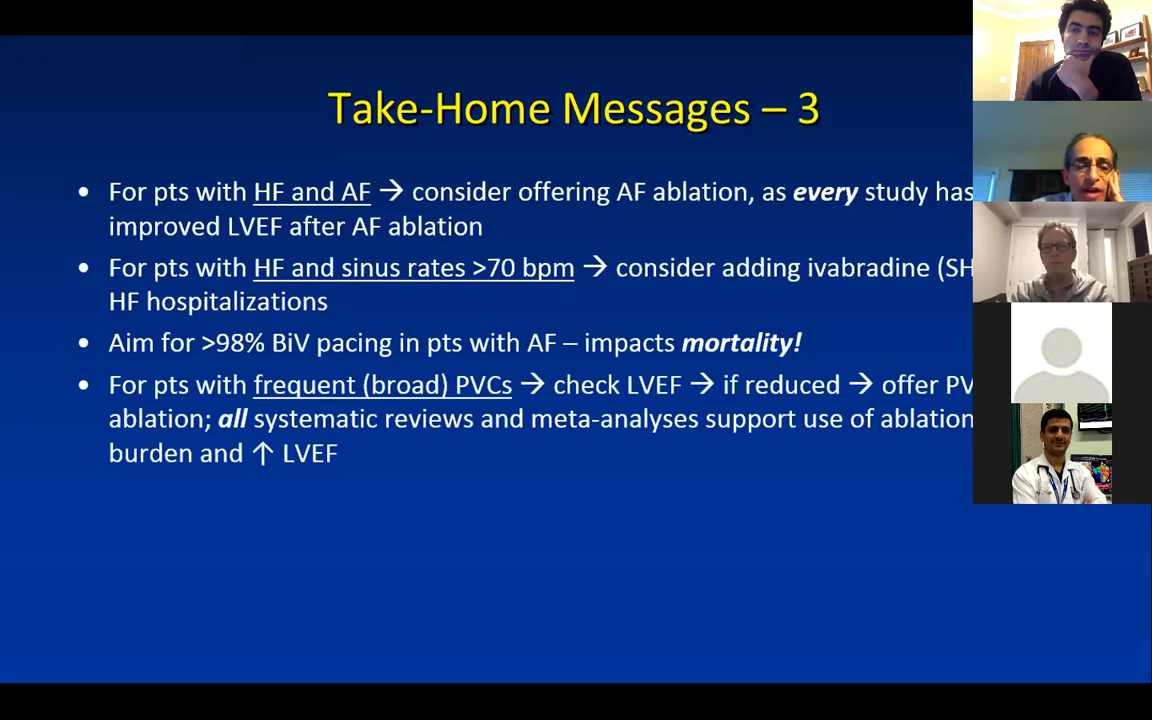 Take-Home Messages – 3
• For pts with HF and AF → consider offering AF ablation, as every study has
improved LVEF after AF ablation
• For pts with HF and sinus rates >70 bpm → consider adding ivabradine (SH
HF hospitalizations
• Aim for >98% BiV pacing in pts with AF – impacts mortality!
• For pts with frequent (broad) PVCs → check LVEF → if reduced → offer PV
ablation; all systematic reviews and meta-analyses support use of ablation
burden and ↑ LVEF